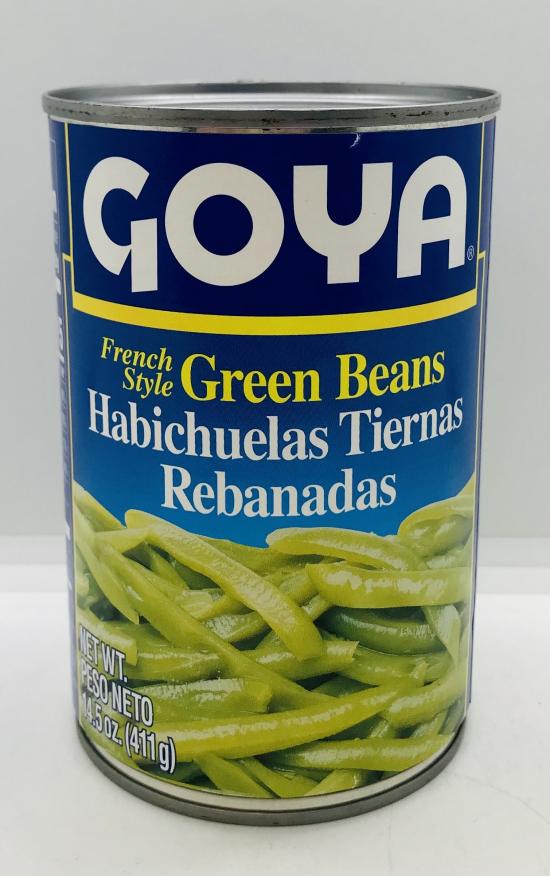 GOYA®
French
Style Green Beans
Habichuelas Tiernas
Rebanadas
NET WT.
PESO NETO
14.5 oz. (411g)